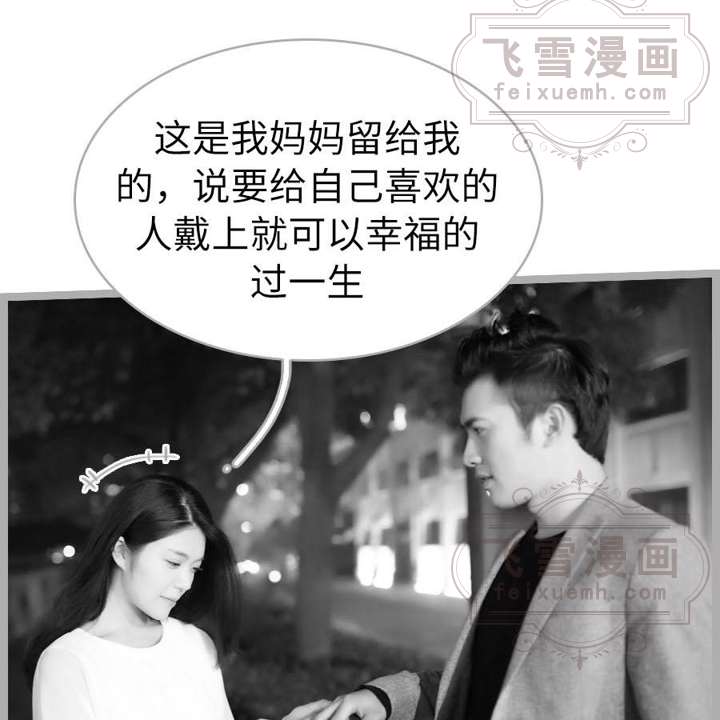 飞雪漫画
feixuemh.com
这是我妈妈留给我
的，说要给自己喜欢的
人戴上就可以幸福的
过一生
飞雪漫画
feixuemh.com